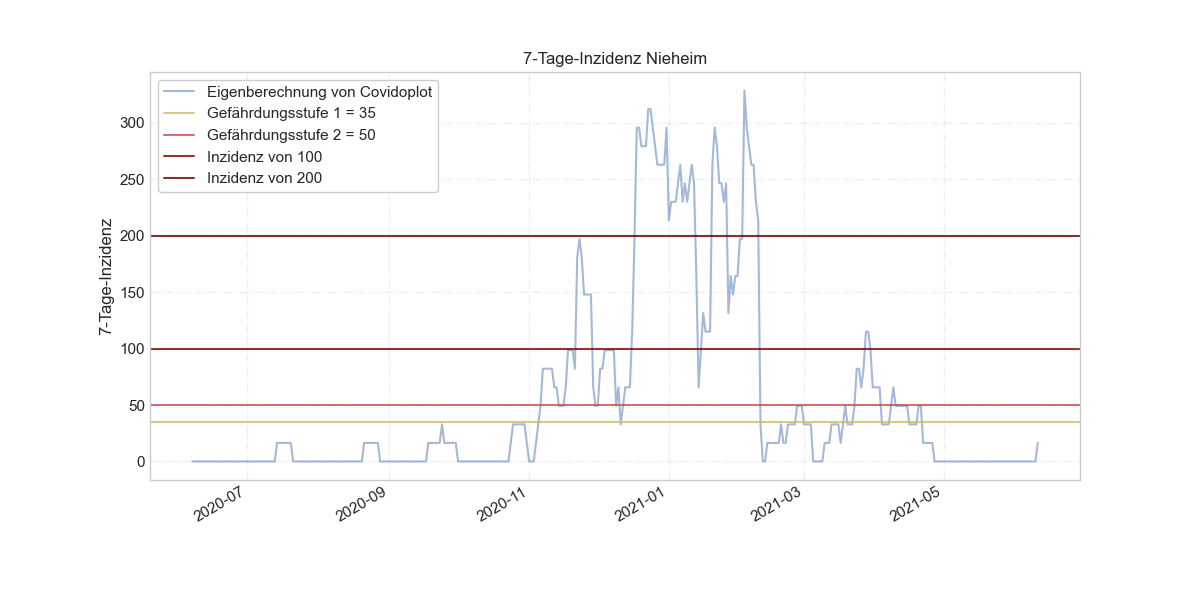 7-Tage-Inzidenz Nieheim
Eigenberechnung von Covidoplot
Gefährdungsstufe 1 = 35
Gefährdungsstufe 2 = 50
Inzidenz von 100
Inzidenz von 200
7-Tage-Inzidenz
300
250
200
150
100
50
0
2020-07
2020-09
2020-11
2021-01
2021-03
2021-05